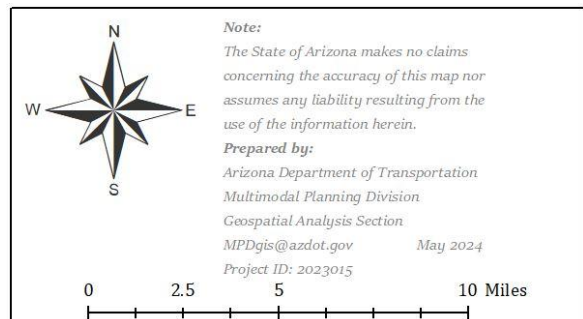 N
W E
S
Note:
The State of Arizona makes no claims
concerning the accuracy of this map nor
assumes any liability resulting from the
use of the information herein.
Prepared by:
Arizona Department of Transportation
Multimodal Planning Division
Geospatial Analysis Section
MPDgis@azdot.gov May 2024
Project ID: 2023015
0 2.5 5 10 Miles